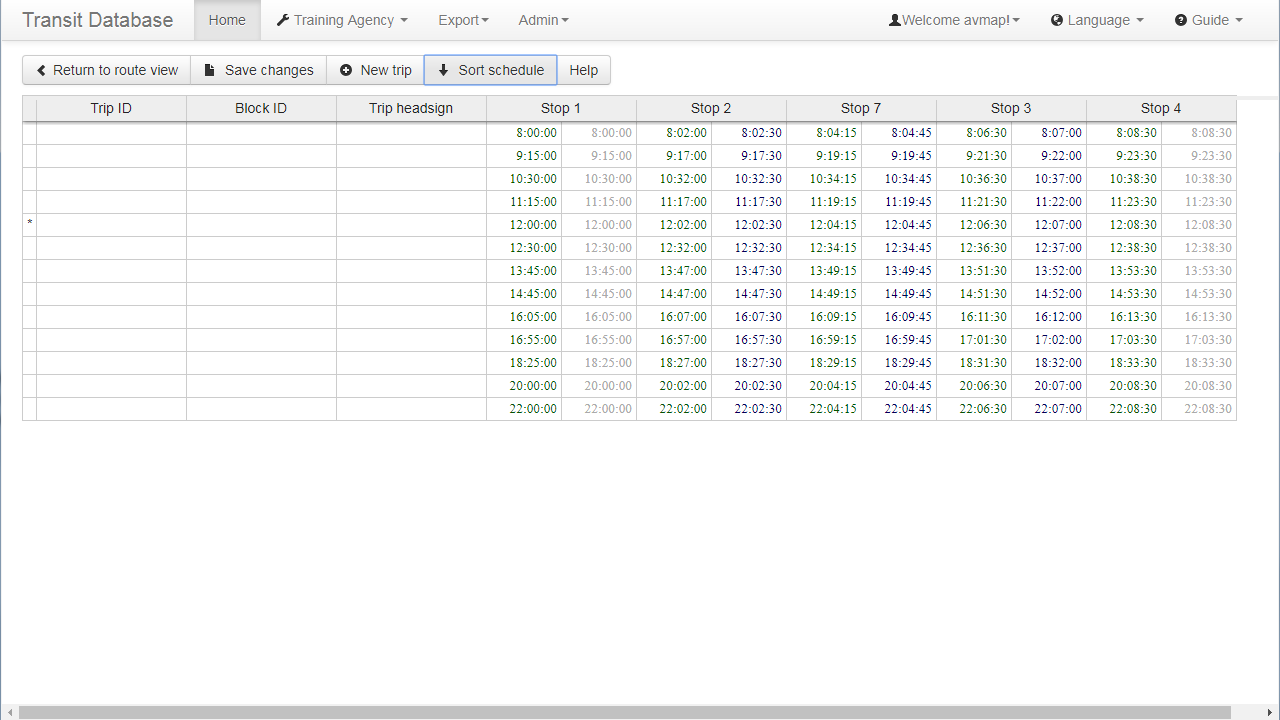 Transit Database Home Training Agency Export Admin Welcome avmap! Language Guide
Return to route view Save changes New trip Sort schedule Help
Trip ID Block ID Trip headsign Stop 1 Stop 2 Stop 7 Stop 3 Stop 4
8:00:00 8:00:00 8:02:00 8:02:30 8:04:15 8:04:45 8:06:30 8:07:00 8:08:30 8:08:30
9:15:00 9:15:00 9:17:00 9:17:30 9:19:15 9:19:45 9:21:30 9:22:00 9:23:30 9:23:30
10:30:00 10:30:00 10:32:00 10:32:30 10:34:15 10:34:45 10:36:30 10:37:00 10:38:30 10:38:30
11:15:00 11:15:00 11:17:00 11:17:30 11:19:15 11:19:45 11:21:30 11:22:00 11:23:30 11:23:30
* 12:00:00 12:00:00 12:02:00 12:02:30 12:04:15 12:04:45 12:06:30 12:07:00 12:08:30 12:08:30
12:30:00 12:30:00 12:32:00 12:32:30 12:34:15 12:34:45 12:36:30 12:37:00 12:38:30 12:38:30
13:45:00 13:45:00 13:47:00 13:47:30 13:49:15 13:49:45 13:51:30 13:52:00 13:53:30 13:53:30
14:45:00 14:45:00 14:47:00 14:47:30 14:49:15 14:49:45 14:51:30 14:52:00 14:53:30 14:53:30
16:05:00 16:05:00 16:07:00 16:07:30 16:09:15 16:09:45 16:11:30 16:12:00 16:13:30 16:13:30
16:55:00 16:55:00 16:57:00 16:57:30 16:59:15 16:59:45 17:01:30 17:02:00 17:03:30 17:03:30
18:25:00 18:25:00 18:27:00 18:27:30 18:29:15 18:29:45 18:31:30 18:32:00 18:33:30 18:33:30
20:00:00 20:00:00 20:02:00 20:02:30 20:04:15 20:04:45 20:06:30 20:07:00 20:08:30 20:08:30
22:00:00 22:00:00 22:02:00 22:02:30 22:04:15 22:04:45 22:06:30 22:07:00 22:08:30 22:08:30